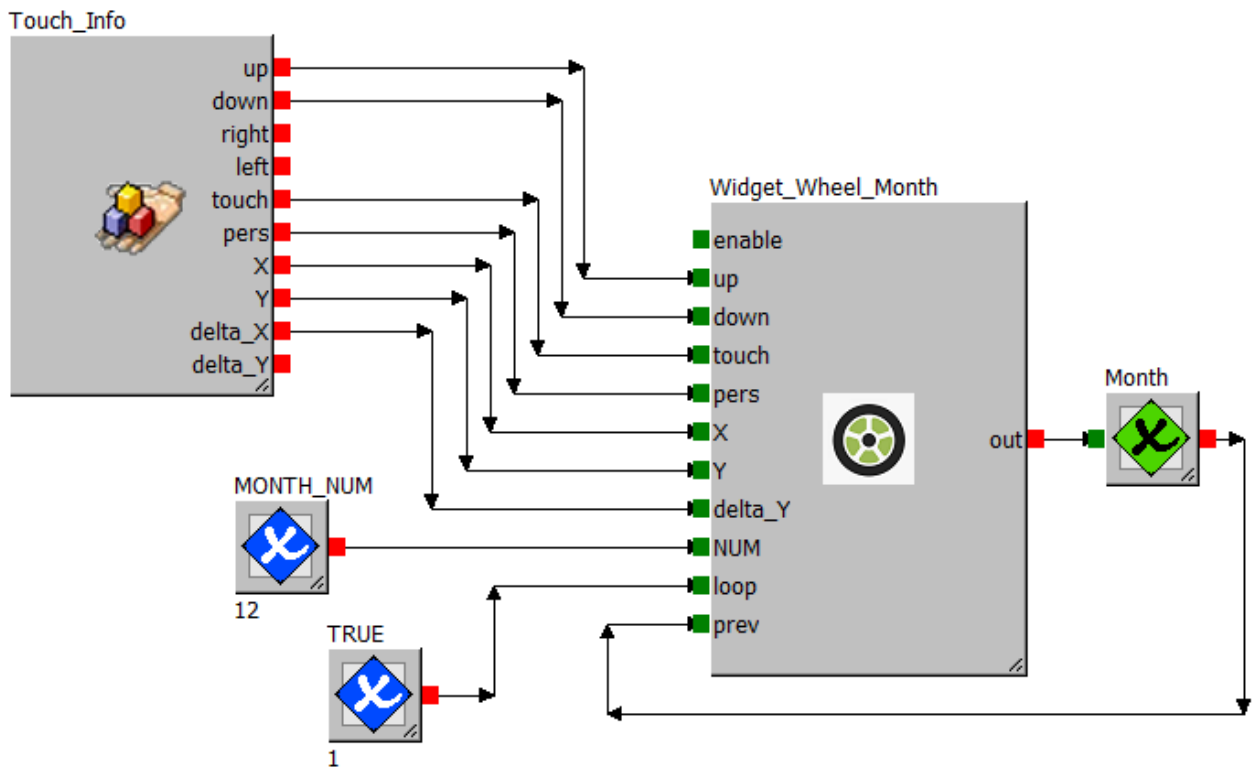 Touch_Info
up
down
right
left
touch
pers
X
Y
delta_X
delta_Y
MONTH_NUM
12
TRUE
1
Widget_Wheel_Month
enable
up
down
touch
pers
X
Y
delta_Y
NUM
loop
prev
out
Month